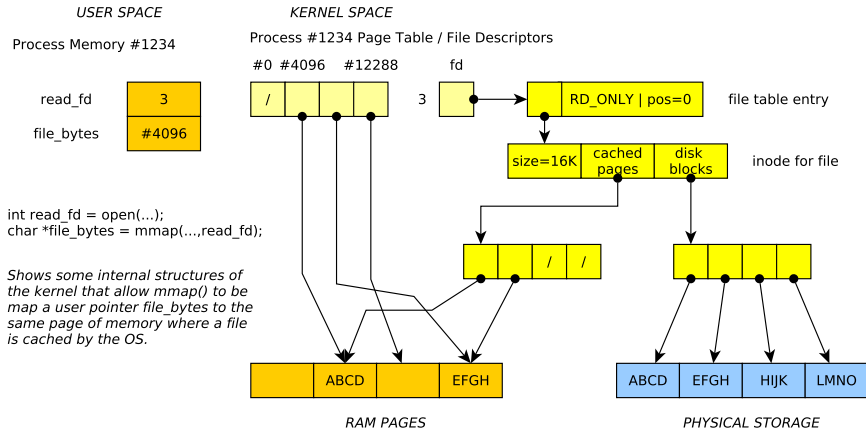 USER SPACE
KERNEL SPACE
Process Memory #1234
Process #1234 Page Table / File Descriptors
#0 #4096 #12288 fd
read_fd 3
/ 3 RD_ONLY | pos=0 file table entry
file_bytes #4096
size=16K cached pages disk blocks inode for file
int read_fd = open(...);
char *file_bytes = mmap(...,read_fd);
/ /
Shows some internal structures of
the kernel that allow mmap() to be
map a user pointer file_bytes to the
same page of memory where a file
is cached by the OS.
ABCD EFGH
ABCD EFGH HIJK LMNO
RAM PAGES
PHYSICAL STORAGE